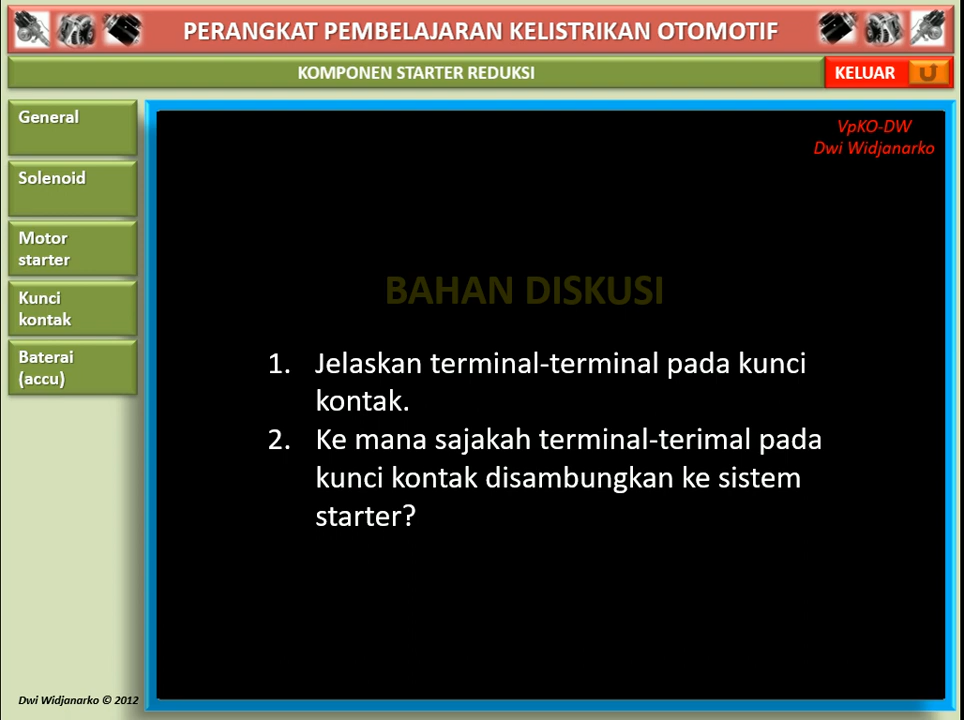 PERANGKAT PEMBELAJARAN KELISTRIKAN OTOMOTIF
KOMPONEN STARTER REDUKSI
KELUAR
General
Solenoid
Motor
starter
Kunci
kontak
Baterai
(accu)
VpKO-DW
Dwi Widjanarko
BAHAN DISKUSI
1. Jelaskan terminal-terminal pada kunci
kontak.
2. Ke mana sajakah terminal-terimal pada
kunci kontak disambungkan ke sistem
starter?
Dwi Widjanarko © 2012